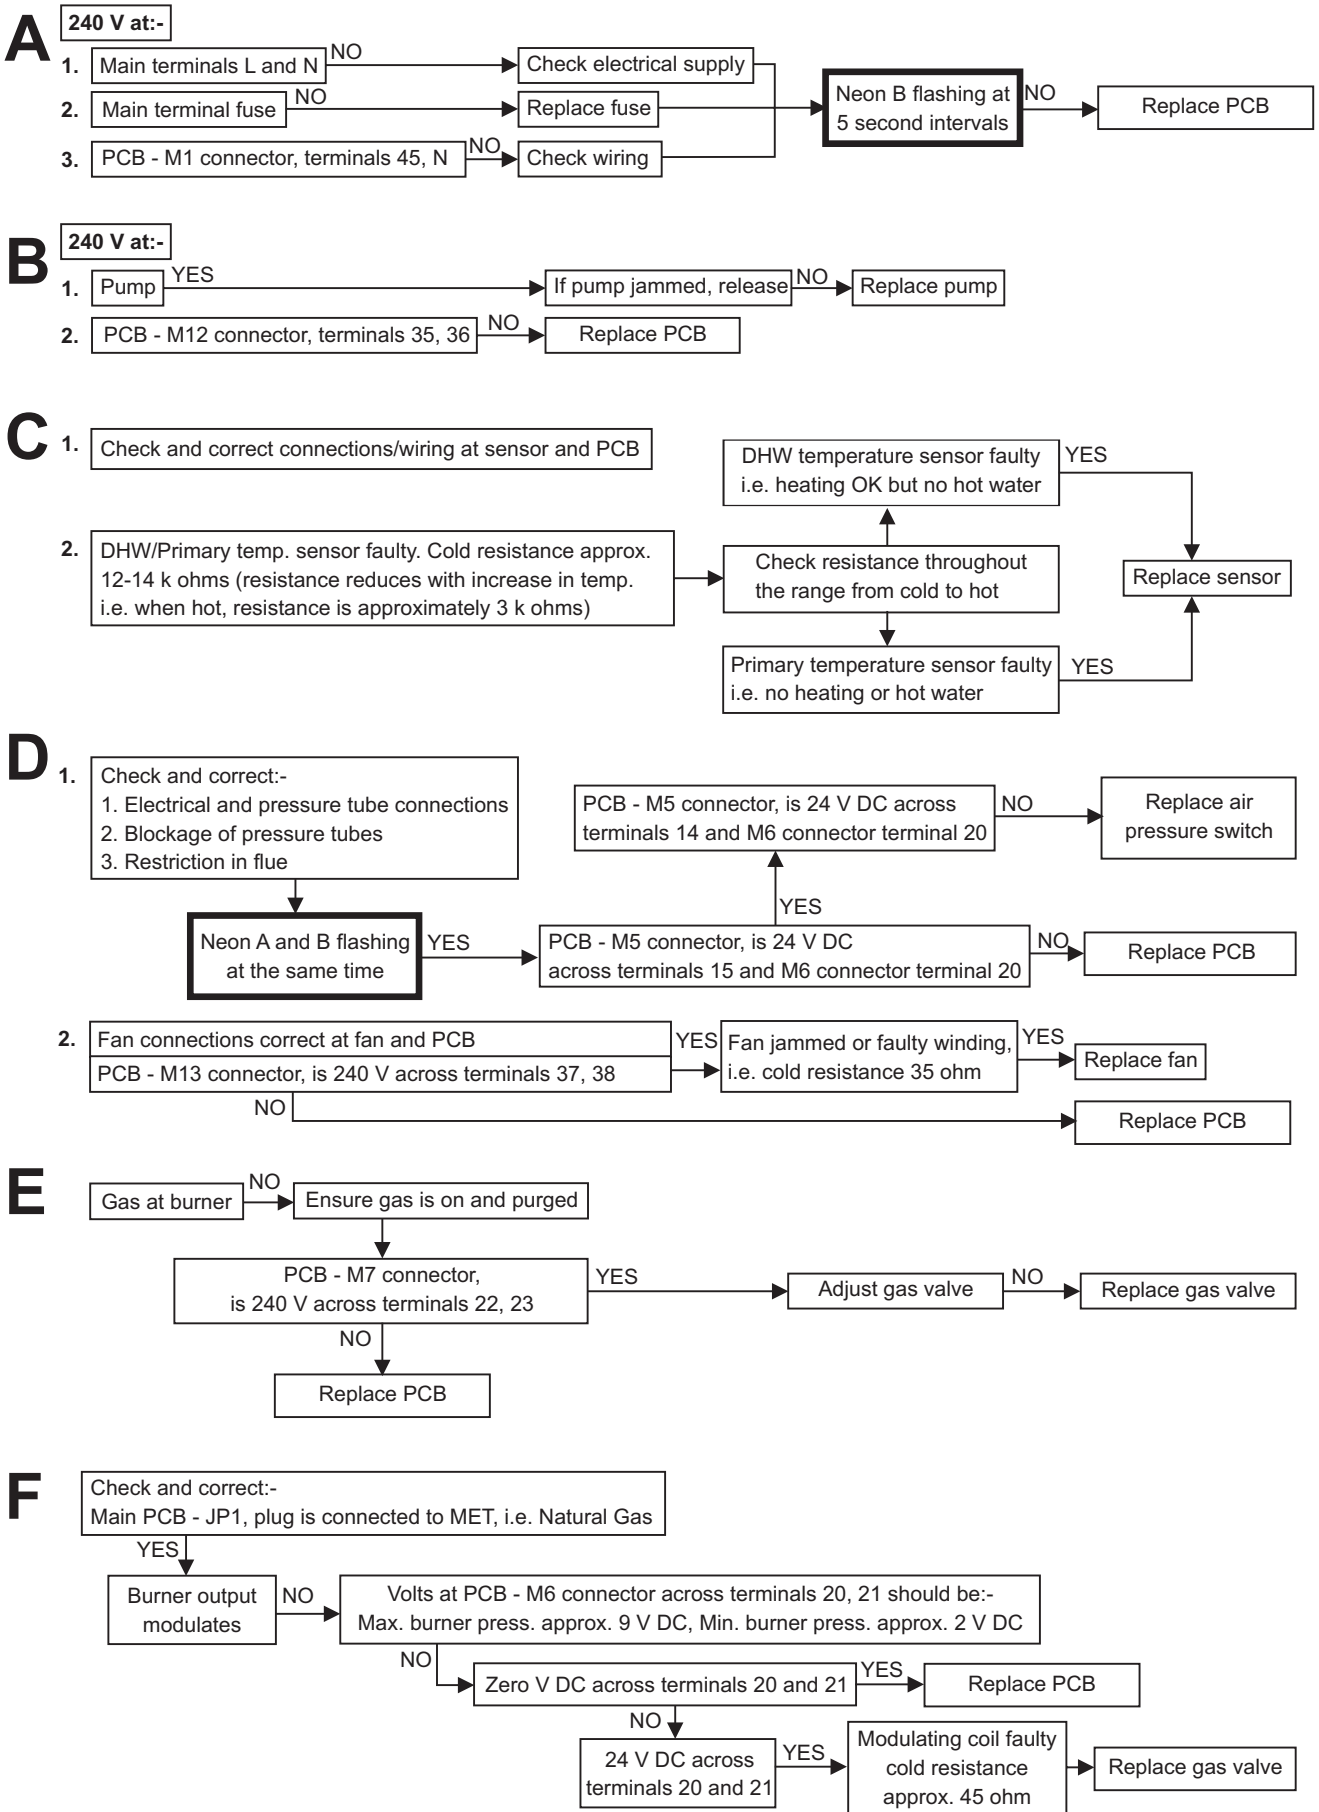 A
240 V at:-
1. Main terminals L and N
NO
Check electrical supply
2. Main terminal fuse
NO
Replace fuse
3. PCB - M1 connector, terminals 45, N
NO
Check wiring
Neon B flashing at
5 second intervals
NO
Replace PCB
B
240 V at:-
1. Pump
YES
If pump jammed, release
NO
Replace pump
2. PCB - M12 connector, terminals 35, 36
NO
Replace PCB
C
1. Check and correct connections/wiring at sensor and PCB
2. DHW/Primary temp. sensor faulty. Cold resistance approx.
12-14 k ohms (resistance reduces with increase in temp.
i.e. when hot, resistance is approximately 3 k ohms)
Check resistance throughout
the range from cold to hot
DHW temperature sensor faulty
i.e. heating OK but no hot water
YES
Primary temperature sensor faulty
i.e. no heating or hot water
YES
Replace sensor
D
1. Check and correct:-
1. Electrical and pressure tube connections
2. Blockage of pressure tubes
3. Restriction in flue
Neon A and B flashing
at the same time
YES
PCB - M5 connector, is 24 V DC
across terminals 15 and M6 connector terminal 20
NO
Replace PCB
YES
PCB - M5 connector, is 24 V DC across
terminals 14 and M6 connector terminal 20
NO
Replace air
pressure switch
2. Fan connections correct at fan and PCB
PCB - M13 connector, is 240 V across terminals 37, 38
YES
Fan jammed or faulty winding,
i.e. cold resistance 35 ohm
YES
Replace fan
NO
Replace PCB
E
Gas at burner
NO
Ensure gas is on and purged
PCB - M7 connector,
is 240 V across terminals 22, 23
YES
Adjust gas valve
NO
Replace gas valve
NO
Replace PCB
F
Check and correct:-
Main PCB - JP1, plug is connected to MET, i.e. Natural Gas
YES
Burner output
modulates
NO
Volts at PCB - M6 connector across terminals 20, 21 should be:-
Max. burner press. approx. 9 V DC, Min. burner press. approx. 2 V DC
NO
Zero V DC across terminals 20 and 21
YES
Replace PCB
NO
24 V DC across
terminals 20 and 21
YES
Modulating coil faulty
cold resistance
approx. 45 ohm
Replace gas valve